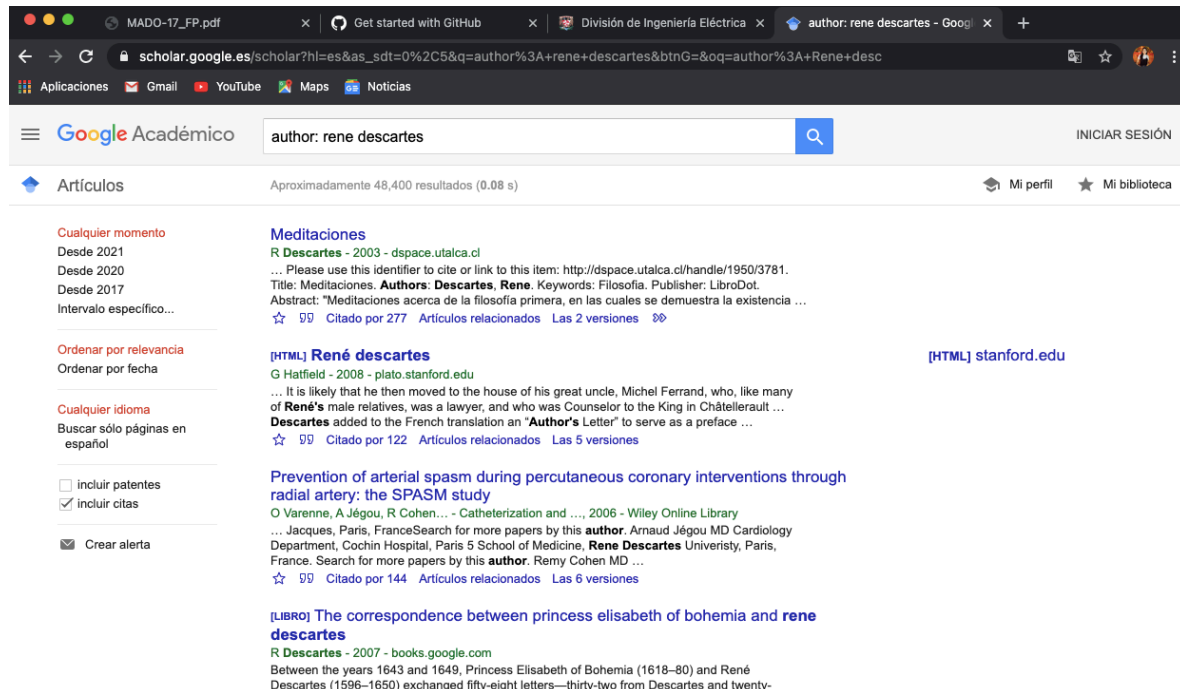 MADO-17_FP.pdf
Get started with GitHub
División de Ingeniería Eléctrica
author: rene descartes - Googl
scholar.google.es/scholar?hl=es&as_sdt=0%2C5&q=author%3A+rene+descartes&btnG=&oq=author%3A+Rene+desc
Aplicaciones Gmail YouTube Maps Noticias
Google Académico
author: rene descartes
INICIAR SESIÓN
Artículos
Aproximadamente 48,400 resultados (0.08 s)
Mi perfil
Mi biblioteca
Cualquier momento
Desde 2021
Desde 2020
Desde 2017
Intervalo específico...
Ordenar por relevancia
Ordenar por fecha
Cualquier idioma
Buscar sólo páginas en
español
incluir patentes
incluir citas
Crear alerta
Meditaciones
R Descartes - 2003 - dspace.utalca.cl
… Please use this identifier to cite or link to this item: http://dspace.utalca.cl/handle/1950/3781.
Title: Meditaciones. Authors: Descartes, Rene. Keywords: Filosofia. Publisher: LibroDot.
Abstract: "Meditaciones acerca de la filosofía primera, en las cuales se demuestra la existencia …
Citado por 277 Artículos relacionados Las 2 versiones
[HTML] René descartes
[HTML] stanford.edu
G Hatfield - 2008 - plato.stanford.edu
… It is likely that he then moved to the house of his great uncle, Michel Ferrand, who, like many
of René's male relatives, was a lawyer, and who was Counselor to the King in Châtellerault …
Descartes added to the French translation an “Author's Letter” to serve as a preface …
Citado por 122 Artículos relacionados Las 5 versiones
Prevention of arterial spasm during percutaneous coronary interventions through
radial artery: the SPASM study
O Varenne, A Jégou, R Cohen… - Catheterization and …, 2006 - Wiley Online Library
… Jacques, Paris, FranceSearch for more papers by this author. Arnaud Jégou MD Cardiology
Department, Cochin Hospital, Paris 5 School of Medicine, Rene Descartes Univeristy, Paris,
France. Search for more papers by this author. Remy Cohen MD …
Citado por 144 Artículos relacionados Las 6 versiones
[LIBRO] The correspondence between princess elisabeth of bohemia and rene
descartes
R Descartes - 2007 - books.google.com
Between the years 1643 and 1649, Princess Elisabeth of Bohemia (1618–80) and René
Descartes (1596–1650) exchanged fifty-eight letters—thirty-two from Descartes and twenty-